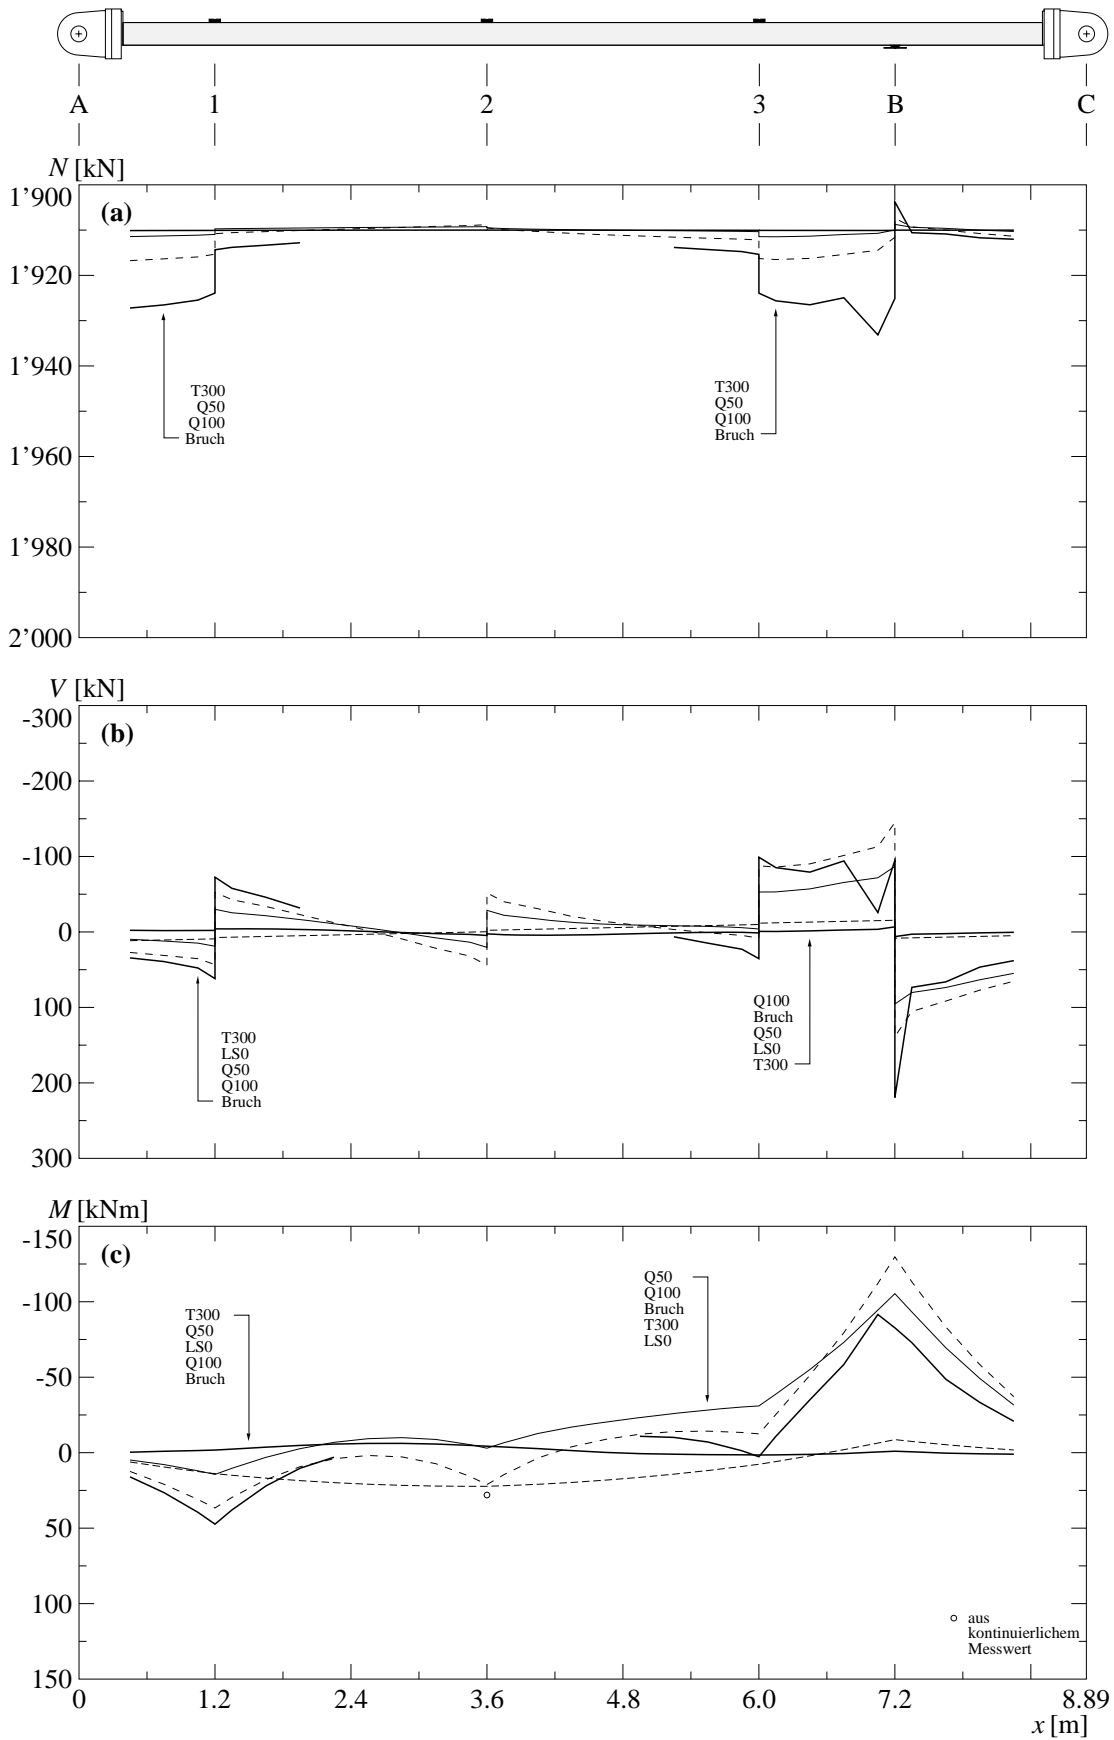 A 1 2 3 B C
N [kN]
(a)
1’900
1’920
1’940
1’960
1’980
2’000
T300
Q50
Q100
Bruch
T300
Q50
Q100
Bruch
V [kN]
(b)
-300
-200
-100
0
100
200
300
T300
LS0
Q50
Q100
Bruch
Q100
Bruch
Q50
LS0
T300
M [kNm]
(c)
-150
-100
-50
0
50
100
150
T300
Q50
LS0
Q100
Bruch
Q50
Q100
Bruch
T300
LS0
aus
kontinuierlichem
Messwert
0 1.2 2.4 3.6 4.8 6.0 7.2 8.89
x [m]